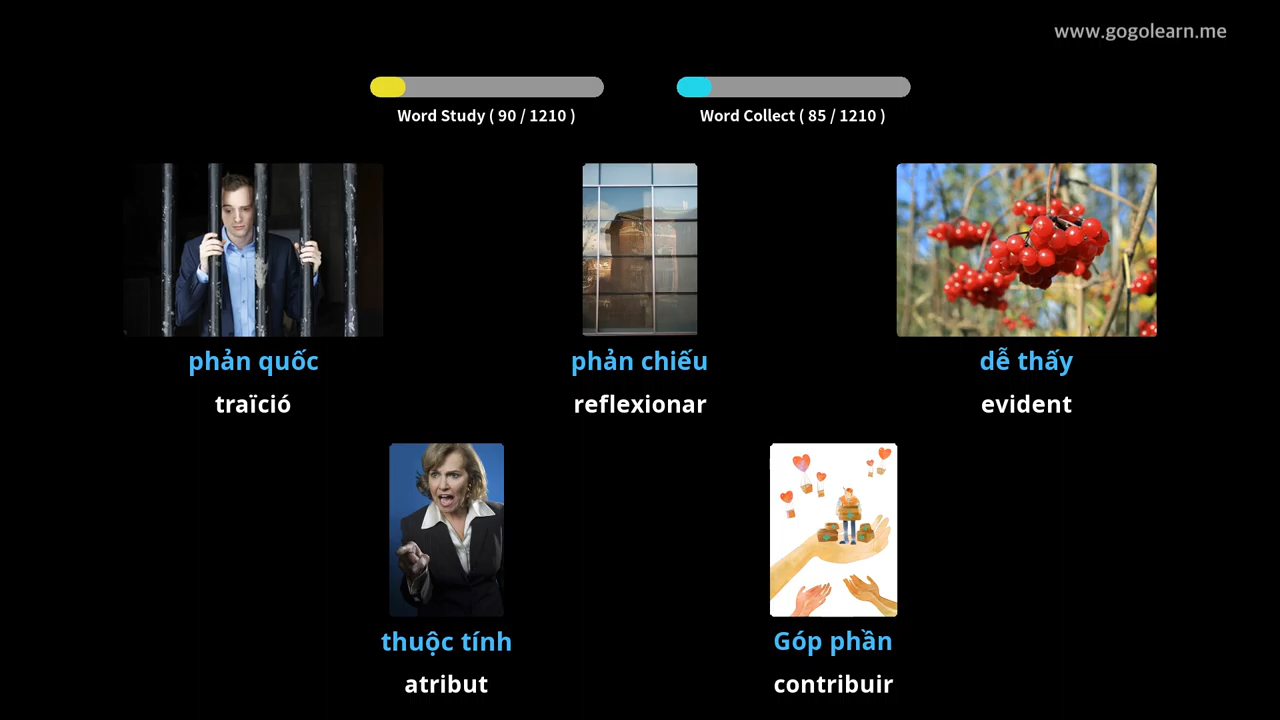 www.gogolearn.me
Word Study ( 90 / 1210 )
Word Collect ( 85 / 1210 )
phản quốc
phản chiếu
dễ thấy
traïció
reflexionar
evident
thuộc tính
Góp phần
atribut
contribuir